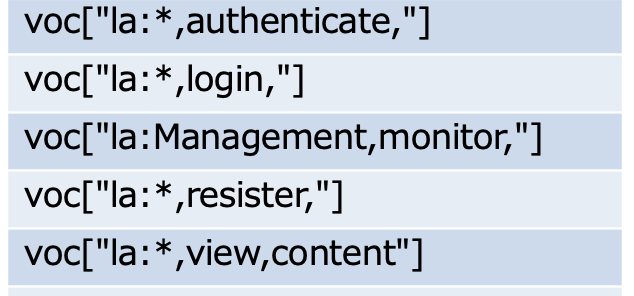 voc["la:*,authenticate,"]
voc["la:*,login,"]
voc["la:Management,monitor,"]
voc["la:*,resister,"]
voc["la:*,view,content"]